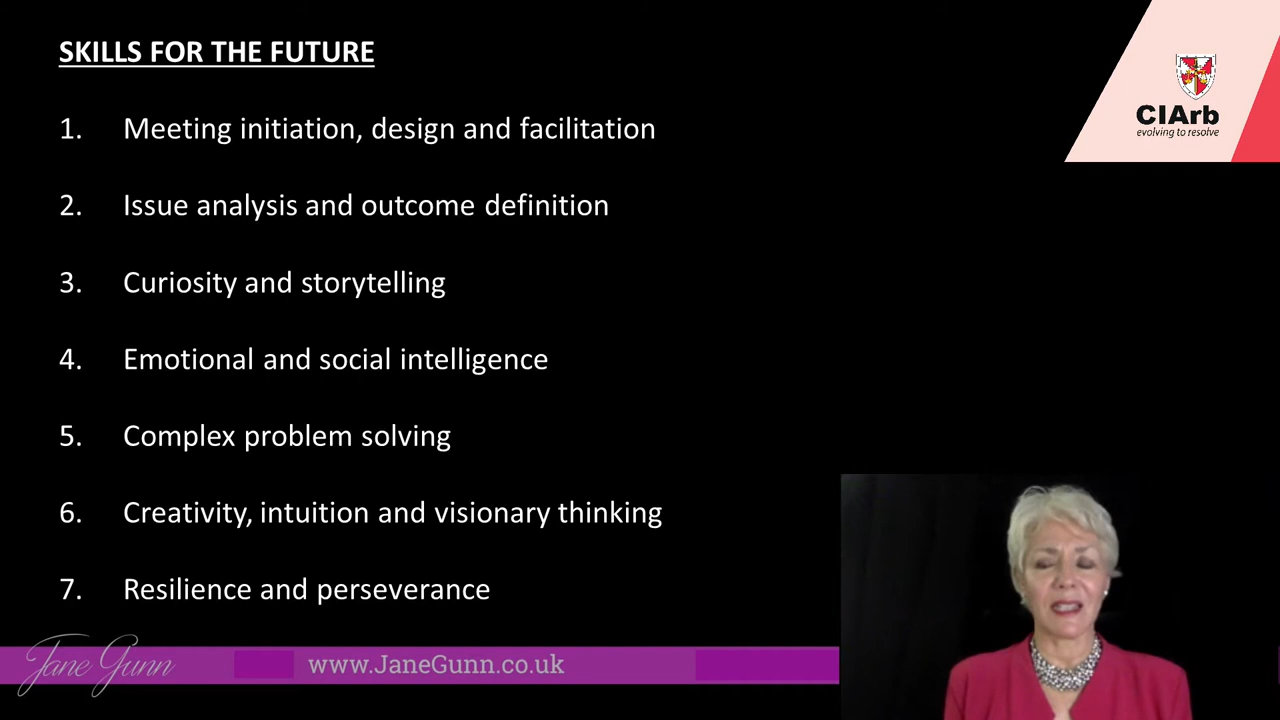 SKILLS FOR THE FUTURE
1. Meeting initiation, design and facilitation
2. Issue analysis and outcome definition
3. Curiosity and storytelling
4. Emotional and social intelligence
5. Complex problem solving
6. Creativity, intuition and visionary thinking
7. Resilience and perseverance
CIArb
evolving to resolve
Jane Gunn
www.JaneGunn.co.uk